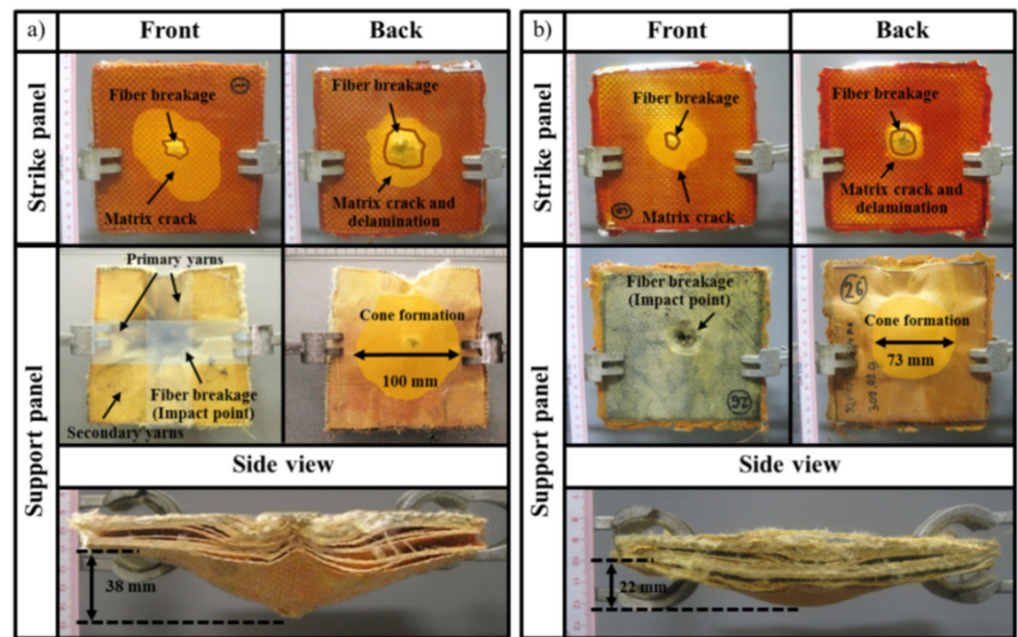 a)
Front
Back
Strike panel
Fiber breakage
Matrix crack
Fiber breakage
Matrix crack and
delamination
Support panel
Primary yarns
Fiber breakage
(Impact point)
Secondary yarns
Cone formation
100 mm
Side view
38 mm
b)
Front
Back
Strike panel
Fiber breakage
Matrix crack
Fiber breakage
Matrix crack and
delamination
Support panel
Fiber breakage
(Impact point)
26
Cone formation
73 mm
26
Side view
22 mm